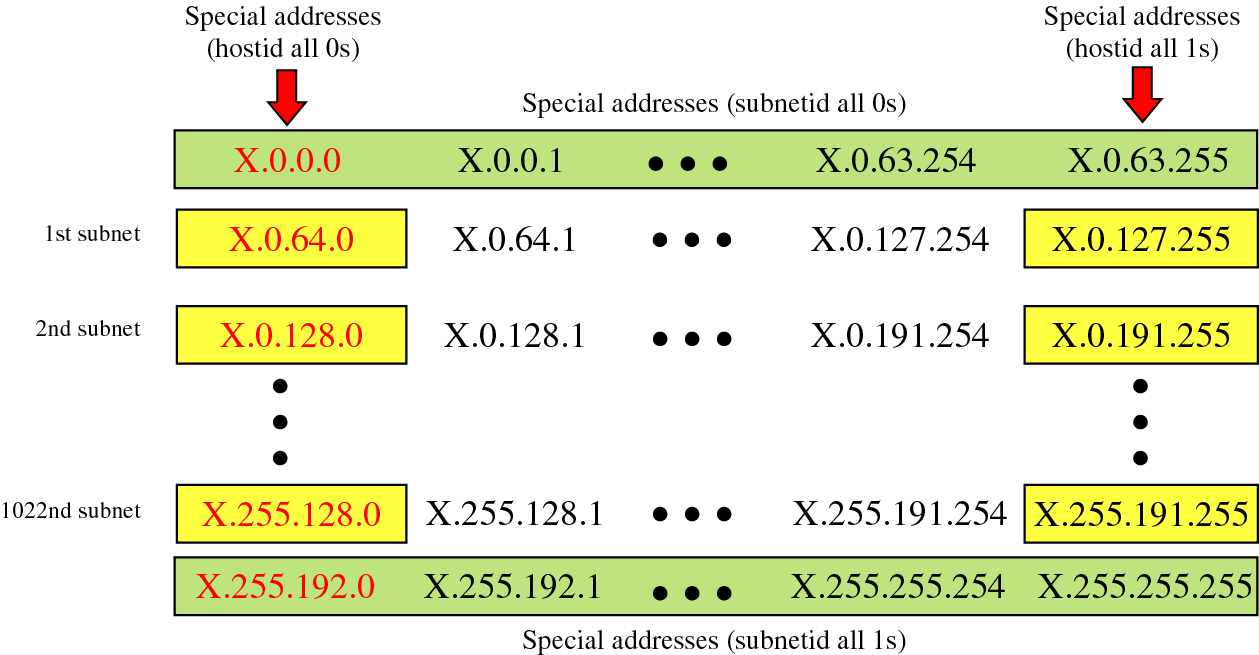 Special addresses
(hostid all 0s)
Special addresses
(hostid all 1s)
Special addresses (subnetid all 0s)
X.0.0.0 X.0.0.1 • • • X.0.63.254 X.0.63.255
1st subnet X.0.64.0 X.0.64.1 • • • X.0.127.254 X.0.127.255
2nd subnet X.0.128.0 X.0.128.1 • • • X.0.191.254 X.0.191.255
1022nd subnet X.255.128.0 X.255.128.1 • • • X.255.191.254 X.255.191.255
X.255.192.0 X.255.192.1 • • • X.255.255.254 X.255.255.255
Special addresses (subnetid all 1s)